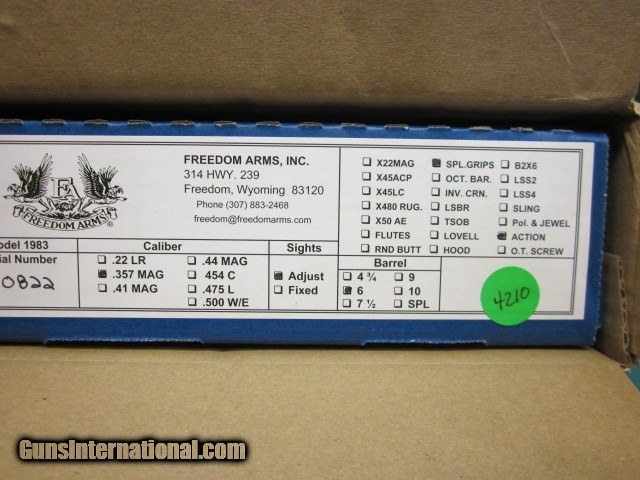 FA
FREEDOM ARMS
FREEDOM ARMS, INC.
314 HWY. 239
Freedom, Wyoming 83120
Phone (307) 883-2468
freedom@freedomarms.com
X22MAG
X45ACP
X45LC
X480 RUG.
X50 AE
FLUTES
RND BUTT
SPL.GRIPS
OCT. BAR.
INV. CRN.
LSBR
TSOB
LOVELL
HOOD
B2X6
LSS2
LSS4
SLING
Pol. & JEWEL
ACTION
O.T. SCREW
odel 1983
ial Number
0822
Caliber
.22 LR
.357 MAG
.41 MAG
.44 MAG
454 C
.475 L
.500 W/E
Sights
Adjust
Fixed
Barrel
4 ¾
6
7 ½
9
10
SPL
4210
GunsInternational.com